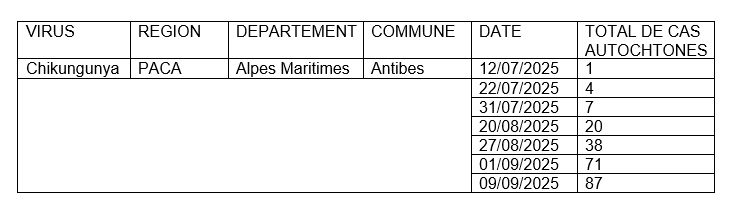 VIRUS REGION DEPARTEMENT COMMUNE DATE TOTAL DE CAS
AUTOCHTONES
Chikungunya PACA Alpes Maritimes Antibes 12/07/2025 1
22/07/2025 4
31/07/2025 7
20/08/2025 20
27/08/2025 38
01/09/2025 71
09/09/2025 87